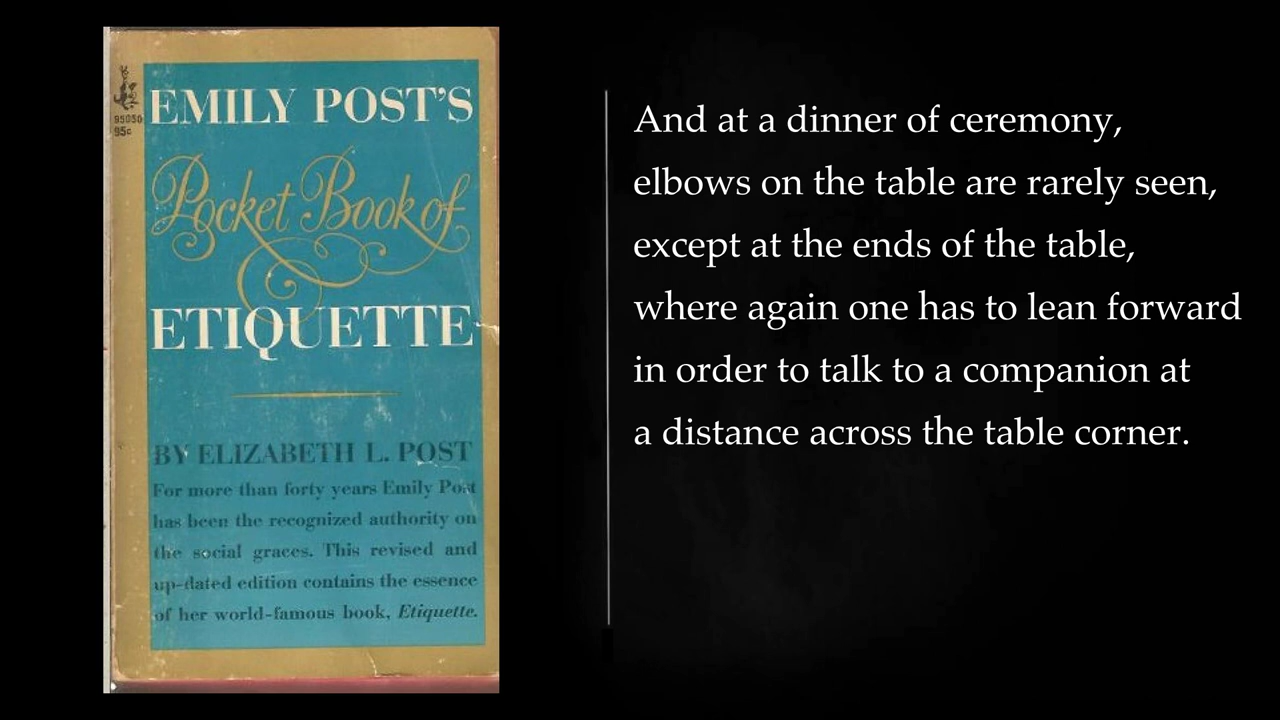 EMILY POST'S
Pocket Book of
ETIQUETTE
95050
95c
BY ELIZABETH L. POST
For more than forty years Emily Post
has been the recognized authority on
the social graces. This revised and
up-dated edition contains the essence
of her world-famous book, Etiquette.
And at a dinner of ceremony,
elbows on the table are rarely seen,
except at the ends of the table,
where again one has to lean forward
in order to talk to a companion at
a distance across the table corner.